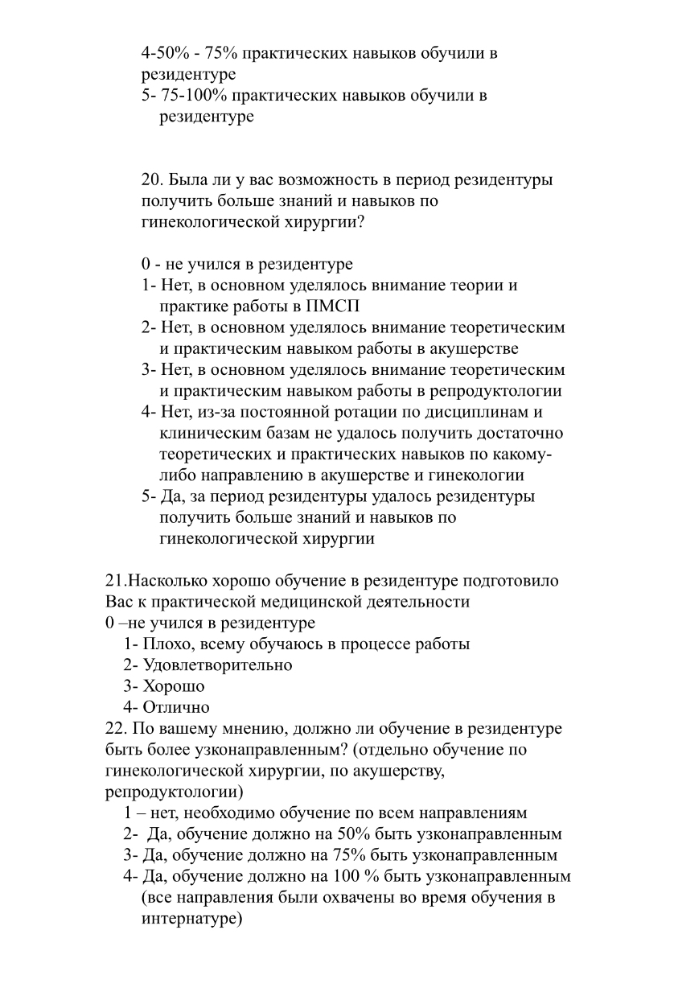 4-50% - 75% практических навыков обучили в
резидентуре
5- 75-100% практических навыков обучили в
резидентуре
20. Была ли у вас возможность в период резидентуры
получить больше знаний и навыков по
гинекологической хирургии?
0 - не учился в резидентуре
1- Нет, в основном уделялось внимание теории и
практике работы в ПМСП
2- Нет, в основном уделялось внимание теоретическим
и практическим навыком работы в акушерстве
3- Нет, в основном уделялось внимание теоретическим
и практическим навыком работы в репродуктологии
4- Нет, из-за постоянной ротации по дисциплинам и
клиническим базам не удалось получить достаточно
теоретических и практических навыков по какому-
либо направлению в акушерстве и гинекологии
5- Да, за период резидентуры удалось резидентуры
получить больше знаний и навыков по
гинекологической хирургии
21.Насколько хорошо обучение в резидентуре подготовило
Вас к практической медицинской деятельности
0 –не учился в резидентуре
1- Плохо, всему обучаюсь в процессе работы
2- Удовлетворительно
3- Хорошо
4- Отлично
22. По вашему мнению, должно ли обучение в резидентуре
быть более узконаправленным? (отдельно обучение по
гинекологической хирургии, по акушерству,
репродуктологии)
1 – нет, необходимо обучение по всем направлениям
2-  Да, обучение должно на 50% быть узконаправленным
3- Да, обучение должно на 75% быть узконаправленным
4- Да, обучение должно на 100 % быть узконаправленным
(все направления были охвачены во время обучения в
интернатуре)